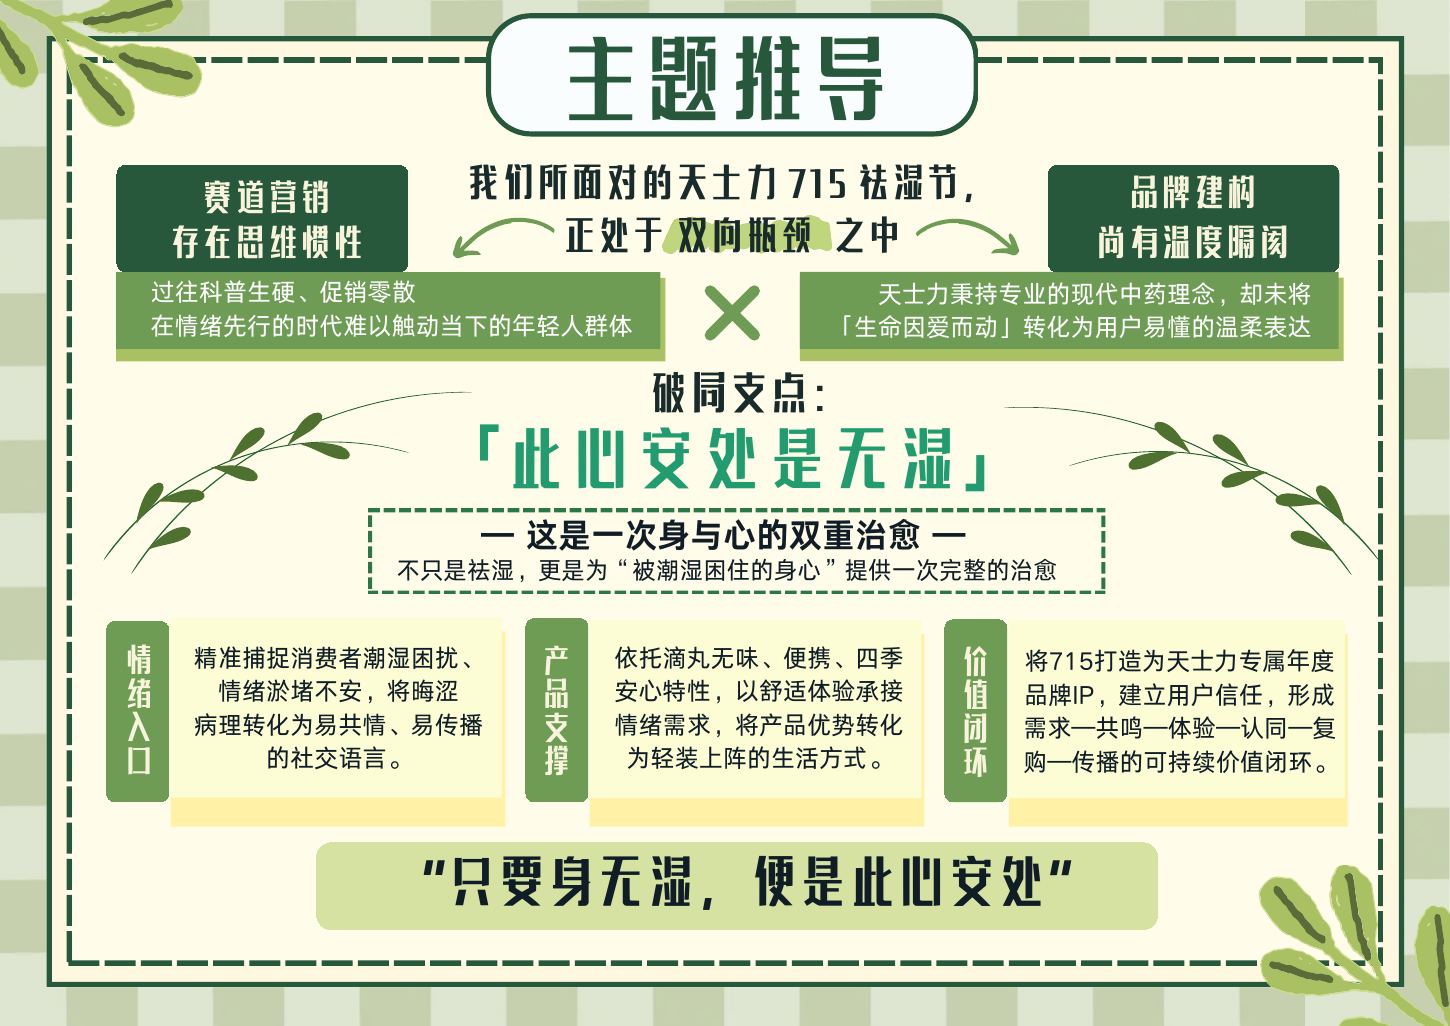 主题推导
我们所面对的天士力715祛湿节，
正处于双向瓶颈之中
赛道营销
存在思维惯性
过往科普生硬、促销零散
在情绪先行的时代难以触动当下的年轻人群体
品牌建构
尚有温度隔阂
天士力秉持专业的现代中药理念，却未将
「生命因爱而动」转化为用户易懂的温柔表达
破局支点：
「此心安处是无湿」
— 这是一次身与心的双重治愈 —
不只是祛湿，更是为“被潮湿困住的身心”提供一次完整的治愈
情绪入口
精准捕捉消费者潮湿困扰、
情绪淤堵不安，将晦涩
病理转化为易共情、易传播
的社交语言。
产品支撑
依托滴丸无味、便携、四季
安心特性，以舒适体验承接
情绪需求，将产品优势转化
为轻装上阵的生活方式。
价值闭环
将715打造为天士力专属年度
品牌IP，建立用户信任，形成
需求—共鸣—体验—认同—复
购—传播的可持续价值闭环。
“只要身无湿，便是此心安处”